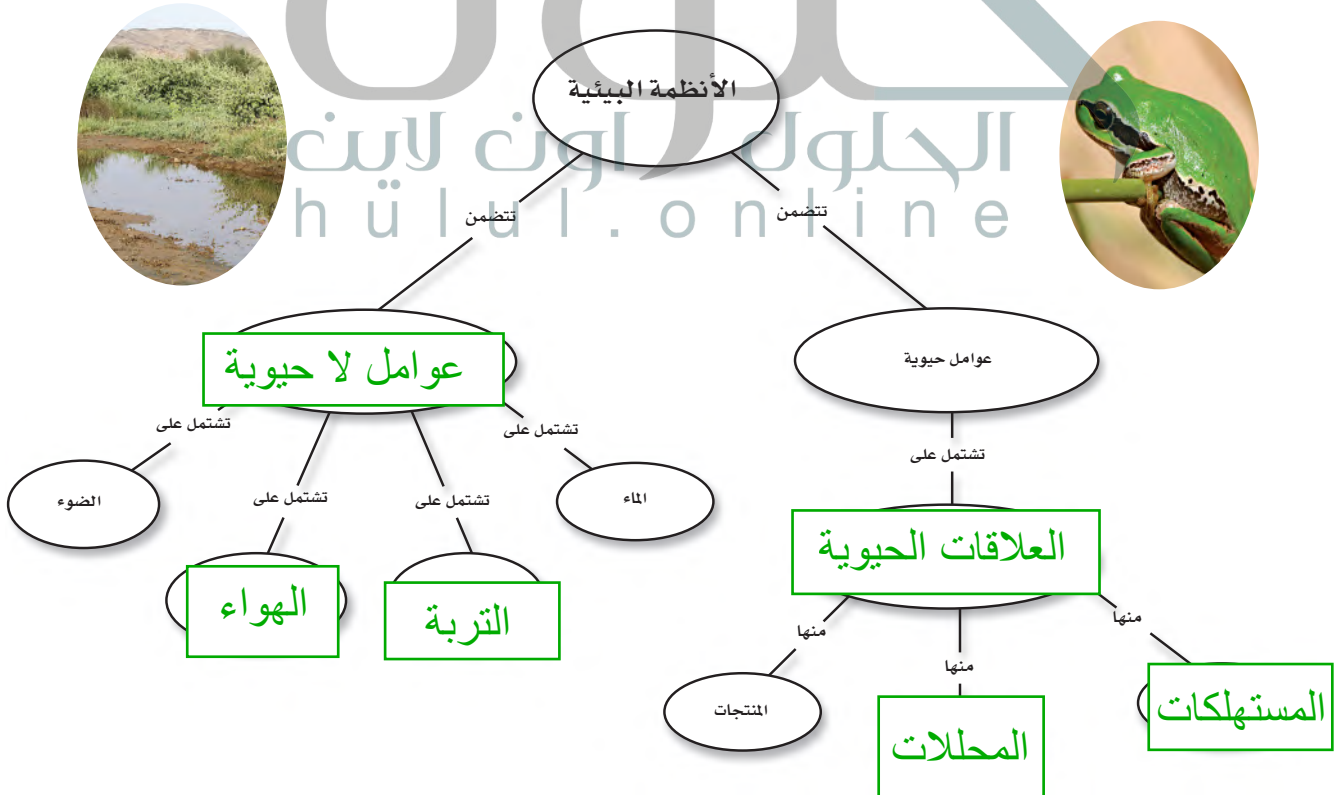 الأنظمة البيئية
الحلول اون لاين
hulul.online
تتضمن
تتضمن
عوامل حيوية
عوامل لا حيوية
تشتمل على
تشتمل على
تشتمل على
تشتمل على
تشتمل على
الماء
الضوء
العلاقات الحيوية
التربة
الهواء
منها
منها
منها
المستهلكات
المحللات
المنتجات